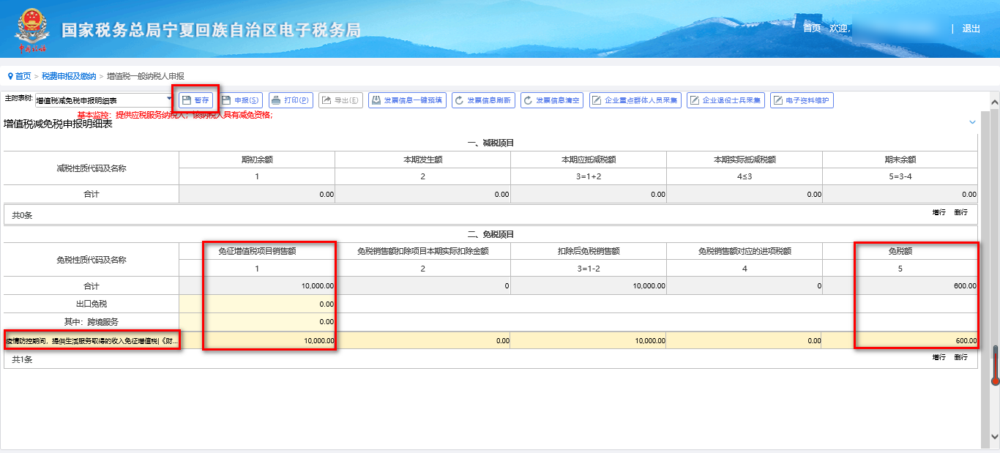 国家税务总局宁夏回族自治区电子税务局
首页 欢迎, | 退出
首页 > 税费申报及缴纳 > 增值税一般纳税人申报
主附表树: 增值税减免税申报明细表 暂存 申报(S) 打印(P) 导出(E) 发票信息一键预填 发票信息刷新 发票信息清空 企业重点群体人员采集 企业退役士兵采集 电子资料维护
基本监控：提供应税服务纳税人，该纳税人具有减免资格;
增值税减免税申报明细表
一、减税项目
减税性质代码及名称 期初余额 本期发生额 本期应抵减税额 本期实际抵减税额 期末余额
1 2 3=1+2 4≤3 5=3-4
合计 0.00 0.00 0.00 0.00 0.00
共0条 增行 删行
二、免税项目
免税性质代码及名称 免征增值税项目销售额 免税销售额扣除项目本期实际扣除金额 扣除后免税销售额 免税销售额对应的进项税额 免税额
1 2 3=1-2 4 5
合计 10,000.00 0 10,000.00 0 600.00
出口免税 0.00
其中：跨境服务 0.00
疫情防控期间，提供生活服务取得的收入免征增值税|《财... 10,000.00 0.00 10,000.00 0.00 600.00
共1条 增行 删行